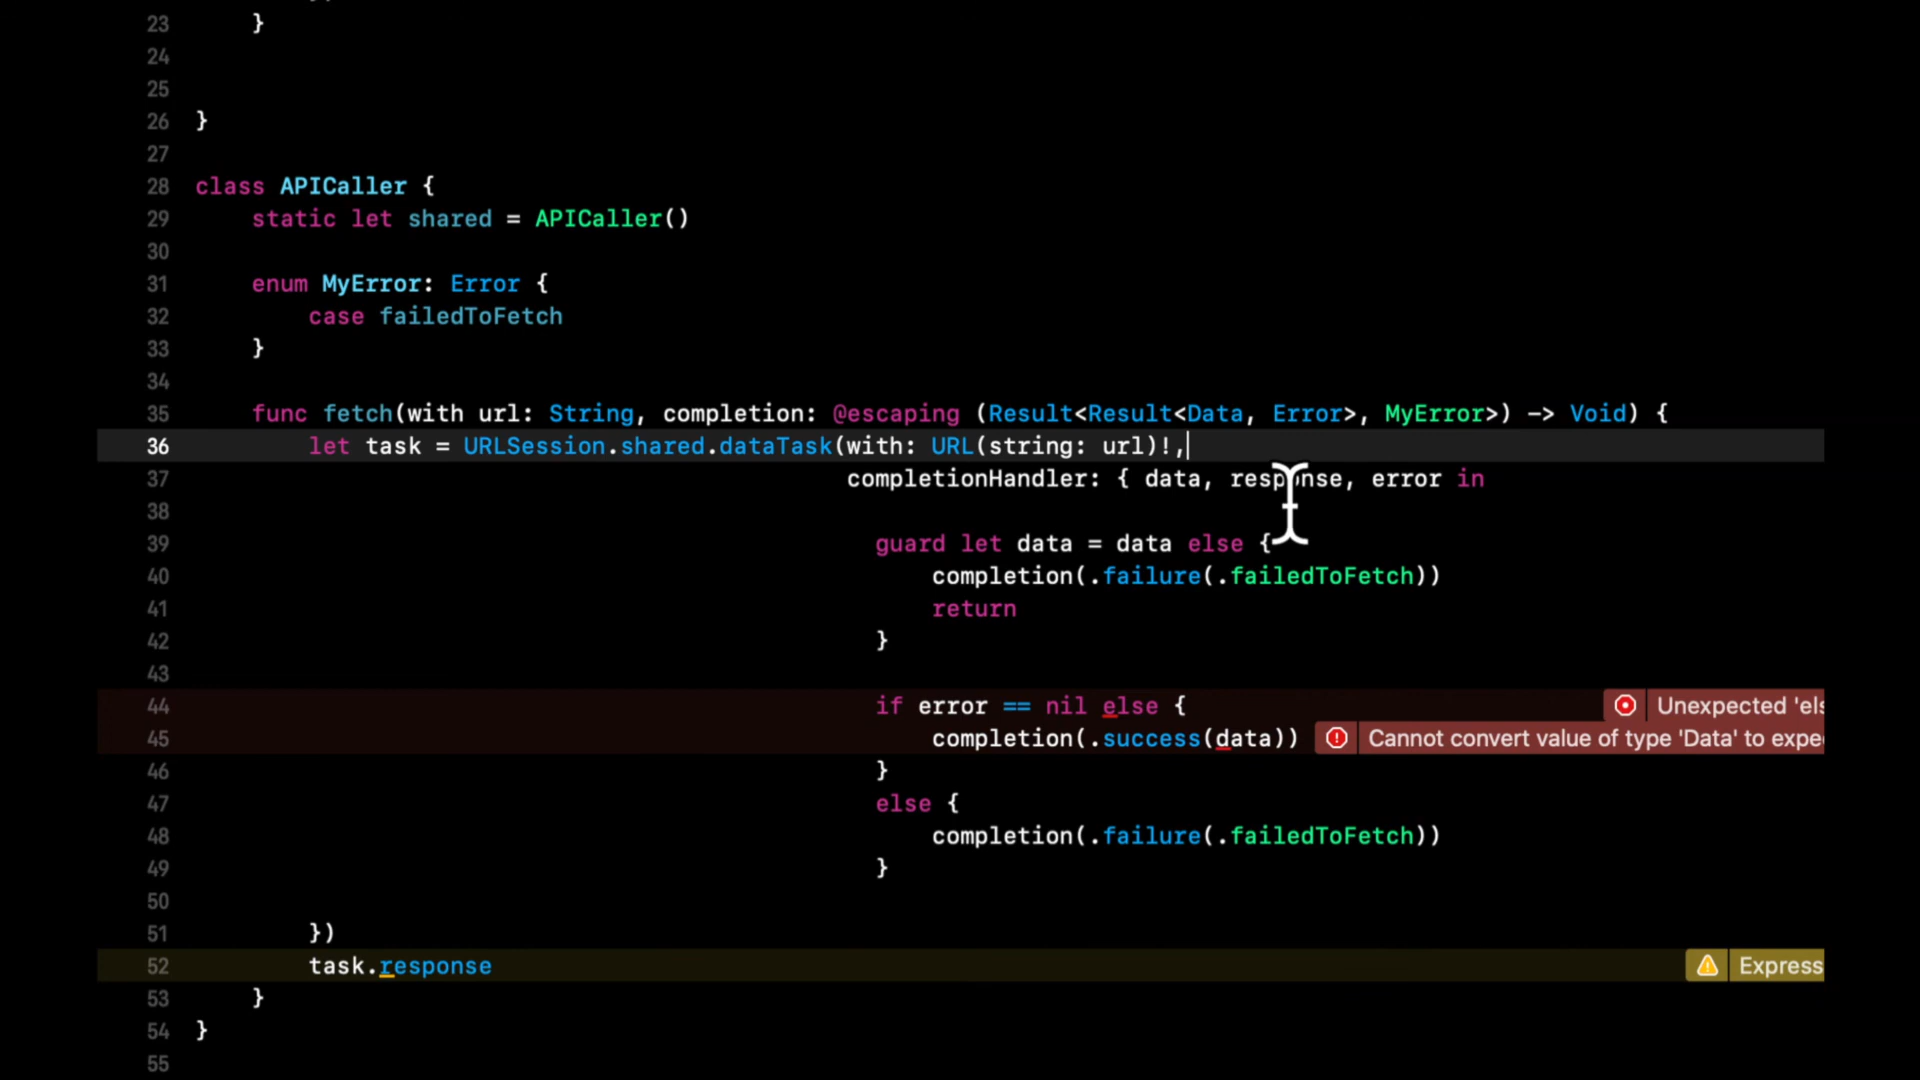 23 }
24
25
26 }
27
28 class APICaller {
29 static let shared = APICaller()
30
31 enum MyError: Error {
32 case failedToFetch
33 }
34
35 func fetch(with url: String, completion: @escaping (Result<Result<Data, Error>, MyError>) -> Void) {
36 let task = URLSession.shared.dataTask(with: URL(string: url)!,
37 completionHandler: { data, response, error in
38
39 guard let data = data else {
40 completion(.failure(.failedToFetch))
41 return
42 }
43
44 if error == nil else { Unexpected 'els
45 completion(.success(data)) Cannot convert value of type 'Data' to expe
46 }
47 else {
48 completion(.failure(.failedToFetch))
49 }
50
51 })
52 task.response Express
53 }
54 }
55